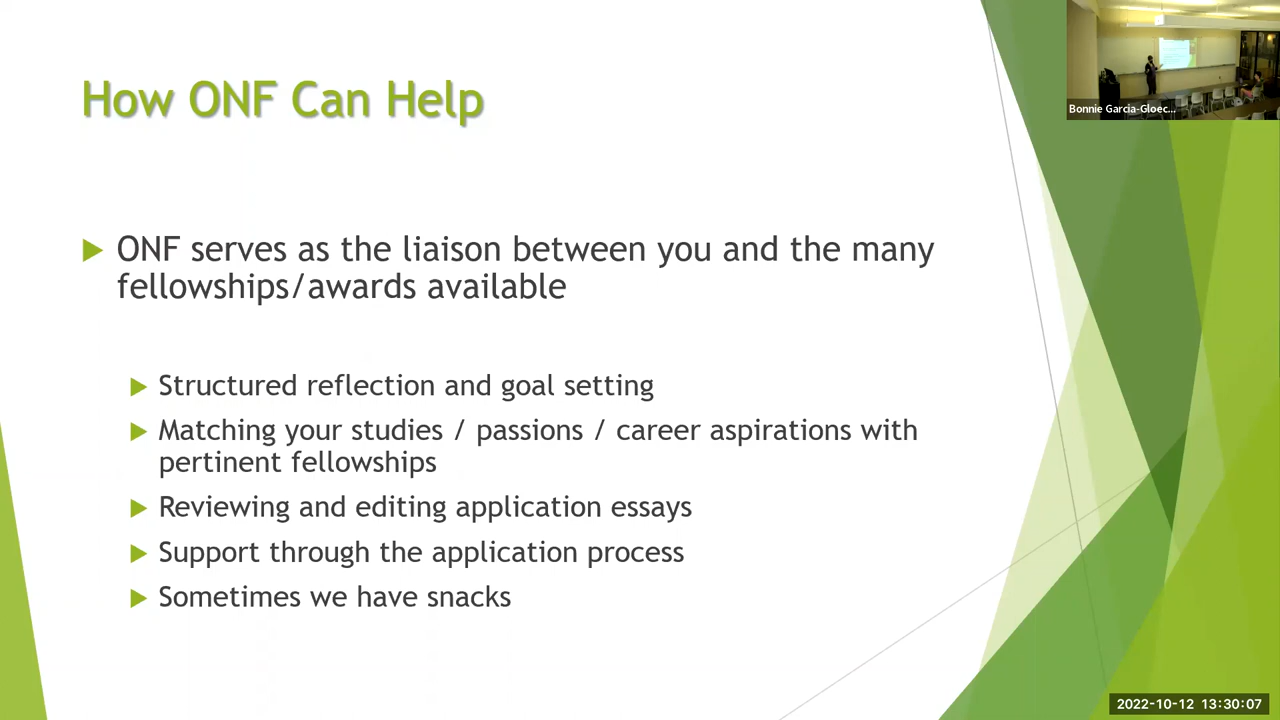 How ONF Can Help
Bonnie Garcia-Gloec...
ONF serves as the liaison between you and the many
fellowships/awards available
Structured reflection and goal setting
Matching your studies / passions / career aspirations with
pertinent fellowships
Reviewing and editing application essays
Support through the application process
Sometimes we have snacks
2022-10-12 13:30:07